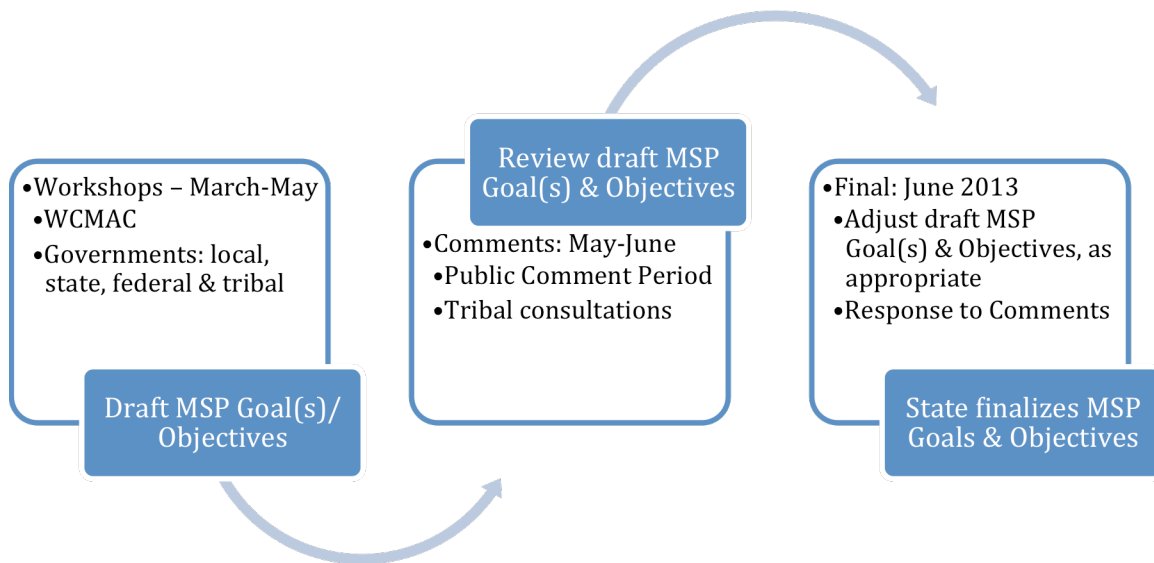 •Workshops – March-May
•WCMAC
•Governments: local,
state, federal & tribal
Draft MSP Goal(s)/
Objectives
Review draft MSP
Goal(s) & Objectives
•Comments: May-June
•Public Comment Period
•Tribal consultations
•Final: June 2013
•Adjust draft MSP
Goal(s) & Objectives, as
appropriate
•Response to Comments
State finalizes MSP
Goals & Objectives